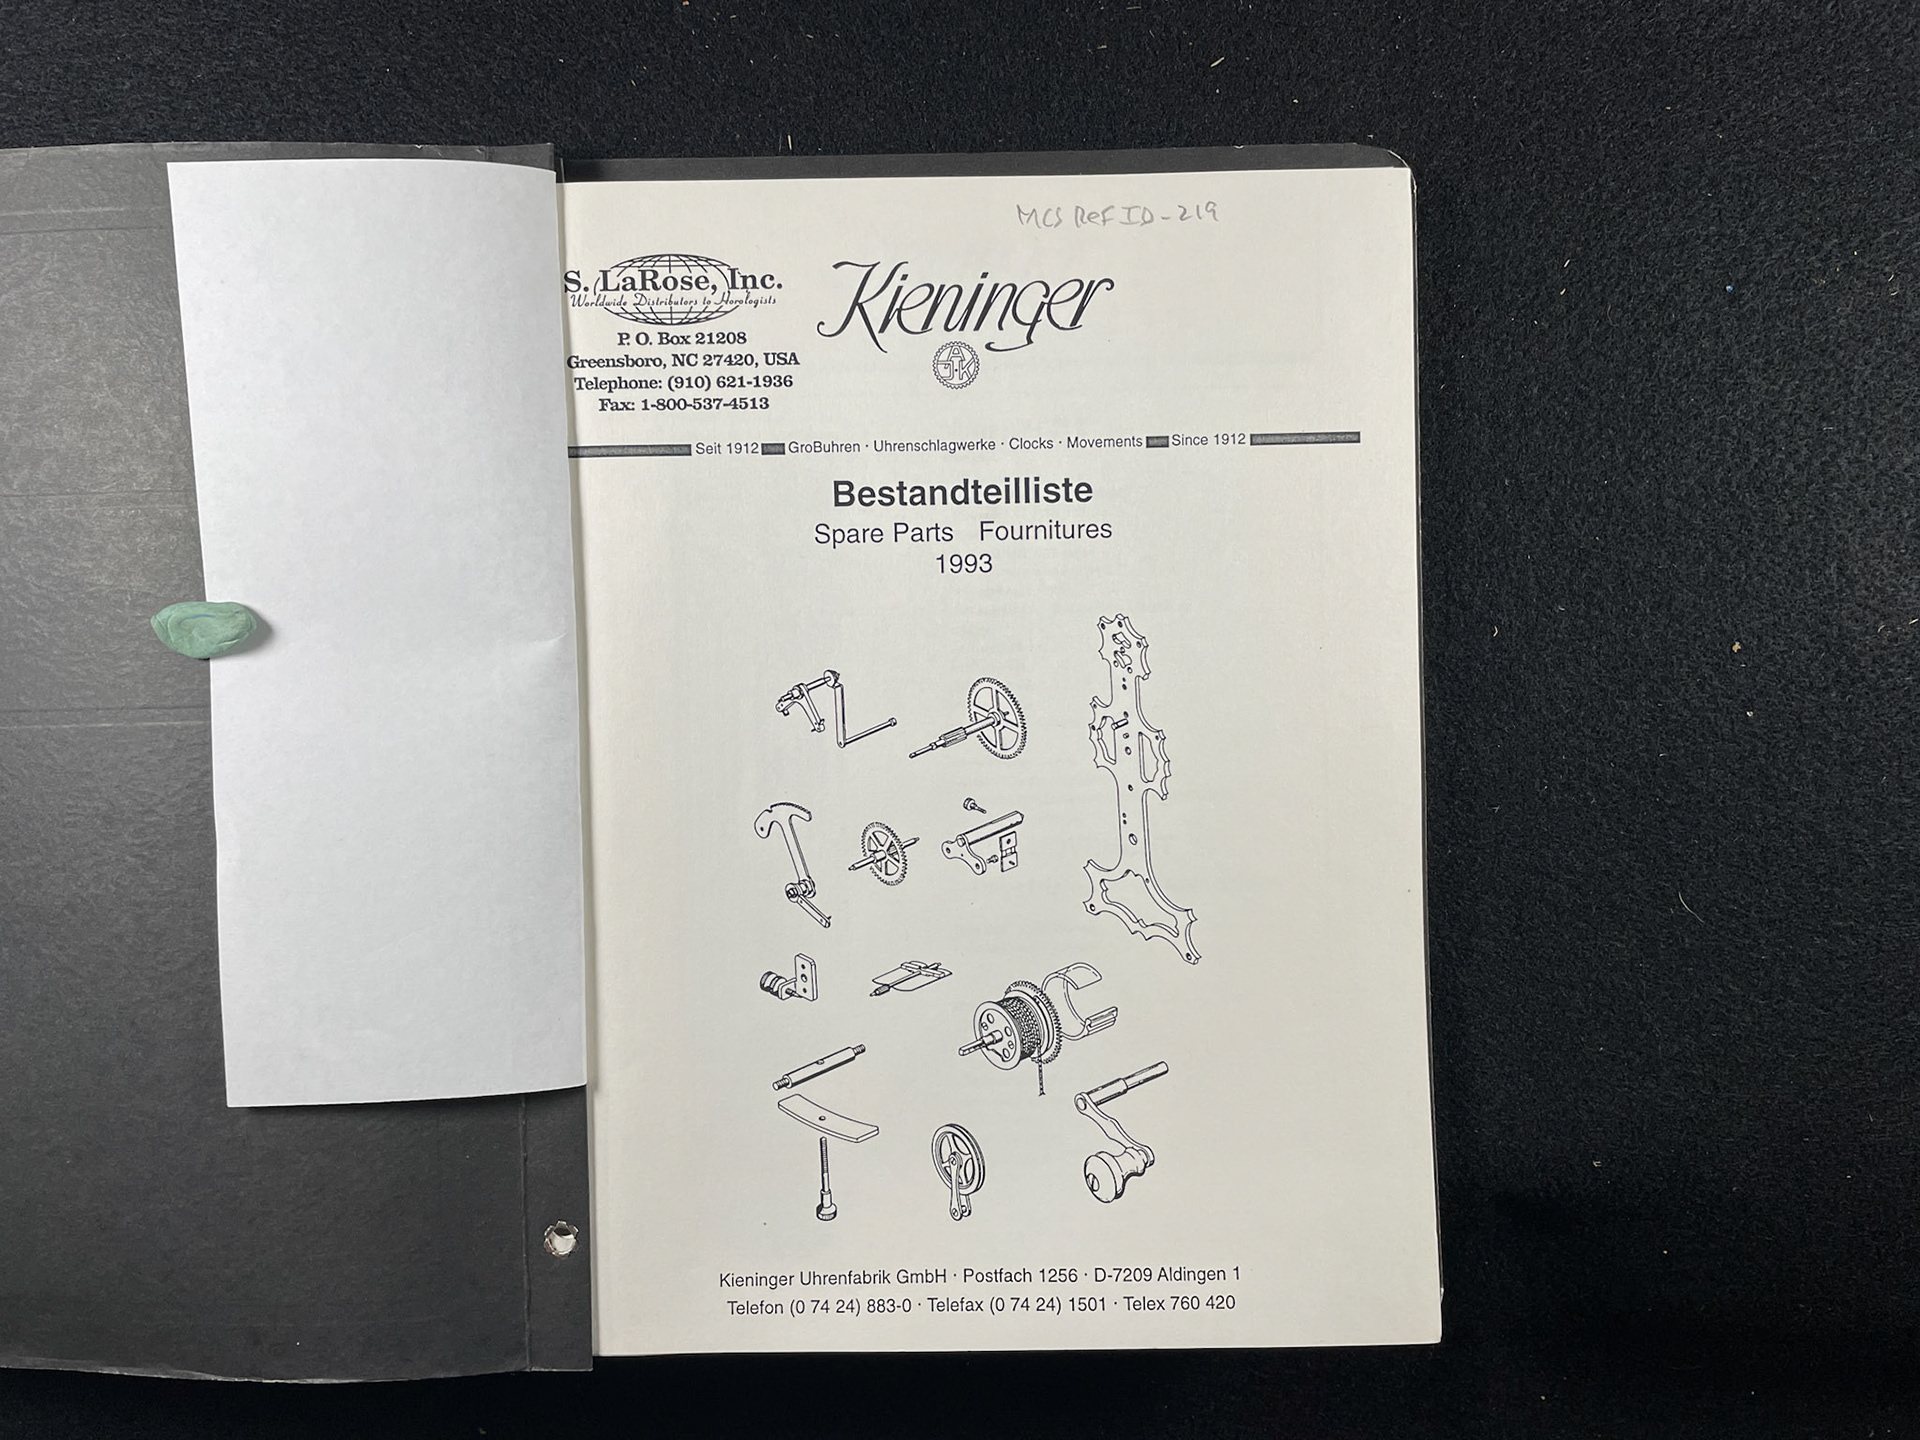 MCS Ref ID-219
S. LaRose, Inc.
Worldwide Distributors to Horologists
P. O. Box 21208
Greensboro, NC 27420, USA
Telephone: (910) 621-1936
Fax: 1-800-537-4513
Kieninger
JAK
Seit 1912 GroBuhren · Uhrenschlagwerke · Clocks · Movements Since 1912
Bestandteilliste
Spare Parts Fournitures
1993
Kieninger Uhrenfabrik GmbH · Postfach 1256 · D-7209 Aldingen 1
Telefon (0 74 24) 883-0 · Telefax (0 74 24) 1501 · Telex 760 420